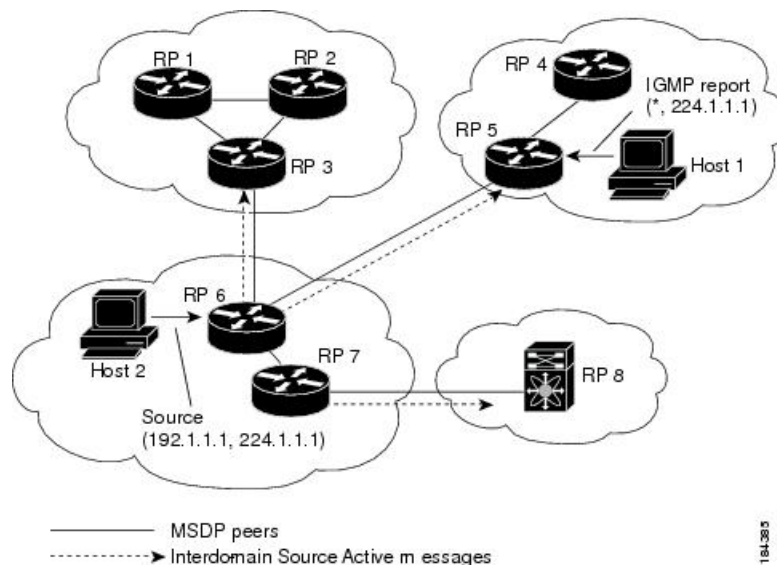 RP 1
RP 2
RP 3
RP 4
IGMP report
(*, 224.1.1.1)
RP 5
Host 1
RP 6
Host 2
RP 7
RP 8
Source
(192.1.1.1, 224.1.1.1)
MSDP peers
Interdomain Source Active m essages
184385